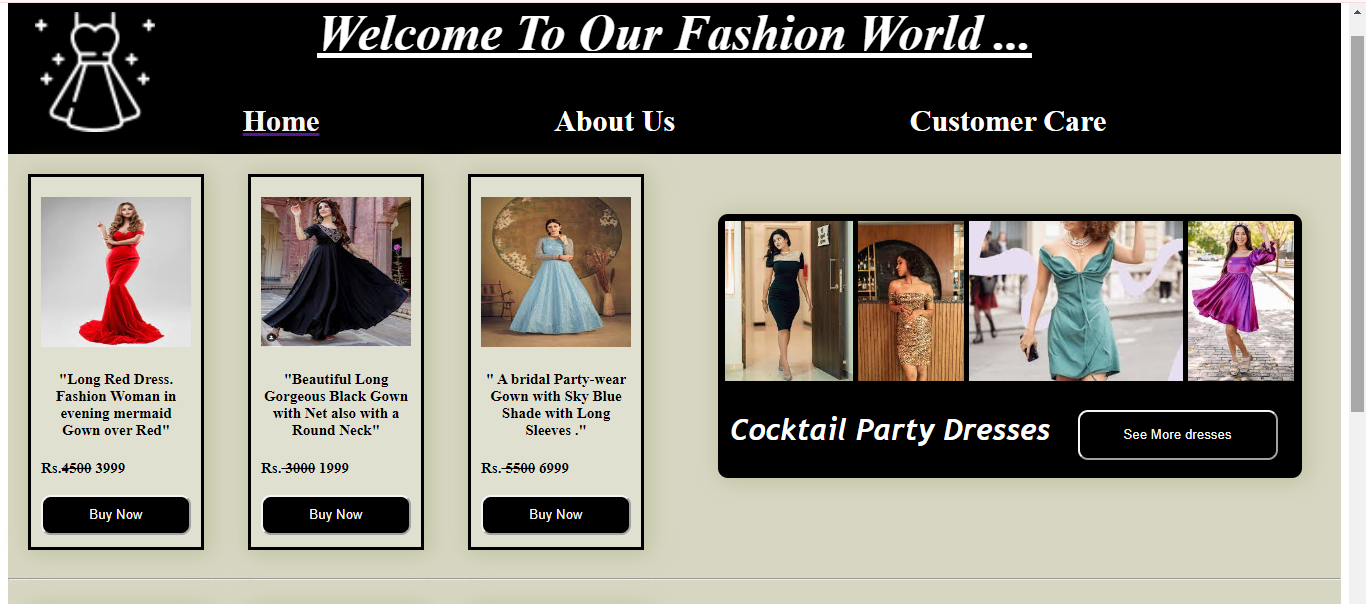 Welcome To Our Fashion World ...
Home About Us Customer Care
"Long Red Dress.
Fashion Woman in
evening mermaid
Gown over Red"
Rs.4500 3999
Buy Now
"Beautiful Long
Gorgeous Black Gown
with Net also with a
Round Neck"
Rs. 3000 1999
Buy Now
" A bridal Party-wear
Gown with Sky Blue
Shade with Long
Sleeves ."
Rs. 5500 6999
Buy Now
Cocktail Party Dresses
See More dresses